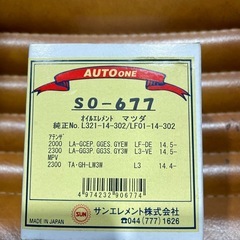 AUTO ONE
SO-677
オイルエレメント マツダ
純正No. L321-14-302/LF01-14-302
アテンザ
2000 LA-GGEP. GGES. GYEW LF-DE 14.5-
2300 LA-GG3P. GG3S. GY3W L3-VE 14.5-
MPV
2300 TA-GH-LW3W L3 14.4-
4974232906774
MADE IN JAPAN
SUN
サンエレメント株式会社
☎044(777)1626